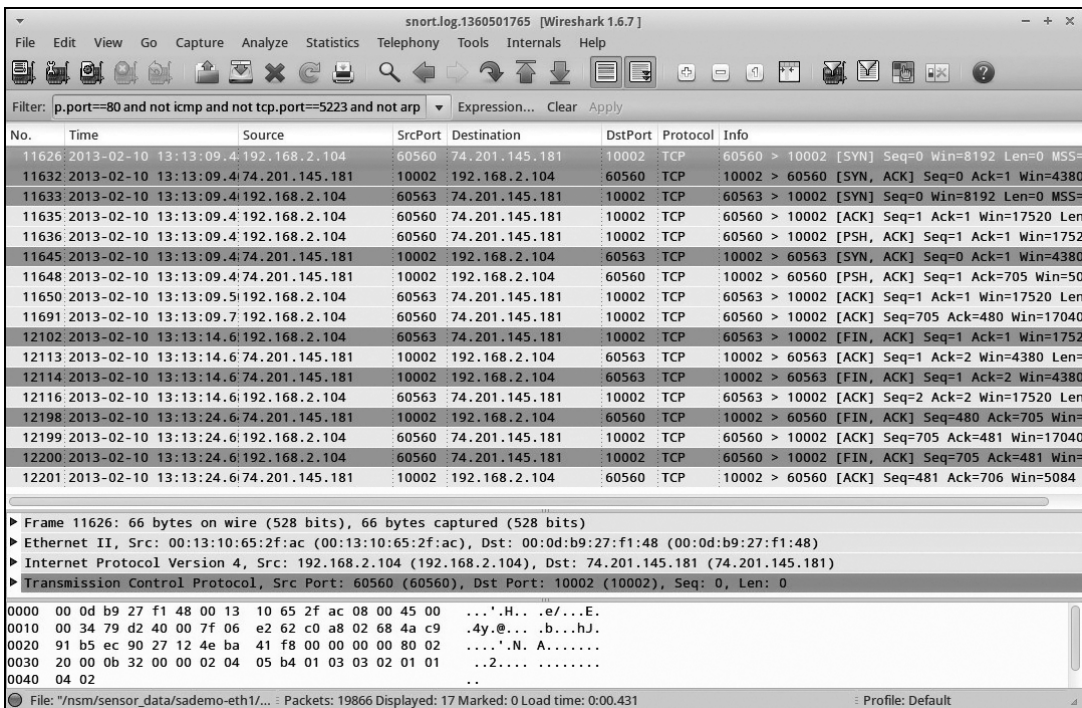 snort.log.1360501765 [Wireshark 1.6.7 ]
File Edit View Go Capture Analyze Statistics Telephony Tools Internals Help
Filter: p.port==80 and not icmp and not tcp.port==5223 and not arp Expression... Clear Apply
No. Time Source SrcPort Destination DstPort Protocol Info
11626 2013-02-10 13:13:09.4 192.168.2.104 60560 74.201.145.181 10002 TCP 60560 > 10002 [SYN] Seq=0 Win=8192 Len=0 MSS=
11632 2013-02-10 13:13:09.4 74.201.145.181 10002 192.168.2.104 60560 TCP 10002 > 60560 [SYN, ACK] Seq=0 Ack=1 Win=4380
11633 2013-02-10 13:13:09.4 192.168.2.104 60563 74.201.145.181 10002 TCP 60563 > 10002 [SYN] Seq=0 Win=8192 Len=0 MSS=
11635 2013-02-10 13:13:09.4 192.168.2.104 60560 74.201.145.181 10002 TCP 60560 > 10002 [ACK] Seq=1 Ack=1 Win=17520 Len
11636 2013-02-10 13:13:09.4 192.168.2.104 60560 74.201.145.181 10002 TCP 60560 > 10002 [PSH, ACK] Seq=1 Ack=1 Win=1752
11645 2013-02-10 13:13:09.4 74.201.145.181 10002 192.168.2.104 60563 TCP 10002 > 60563 [SYN, ACK] Seq=0 Ack=1 Win=4380
11648 2013-02-10 13:13:09.4 74.201.145.181 10002 192.168.2.104 60560 TCP 10002 > 60560 [PSH, ACK] Seq=1 Ack=705 Win=50
11650 2013-02-10 13:13:09.5 192.168.2.104 60563 74.201.145.181 10002 TCP 60563 > 10002 [ACK] Seq=1 Ack=1 Win=17520 Len
11691 2013-02-10 13:13:09.7 192.168.2.104 60560 74.201.145.181 10002 TCP 60560 > 10002 [ACK] Seq=705 Ack=480 Win=17040
12102 2013-02-10 13:13:14.6 192.168.2.104 60563 74.201.145.181 10002 TCP 60563 > 10002 [FIN, ACK] Seq=1 Ack=1 Win=1752
12113 2013-02-10 13:13:14.6 74.201.145.181 10002 192.168.2.104 60563 TCP 10002 > 60563 [ACK] Seq=1 Ack=2 Win=4380 Len=
12114 2013-02-10 13:13:14.6 74.201.145.181 10002 192.168.2.104 60563 TCP 10002 > 60563 [FIN, ACK] Seq=1 Ack=2 Win=4380
12116 2013-02-10 13:13:14.6 192.168.2.104 60563 74.201.145.181 10002 TCP 60563 > 10002 [ACK] Seq=2 Ack=2 Win=17520 Len
12198 2013-02-10 13:13:24.6 74.201.145.181 10002 192.168.2.104 60560 TCP 10002 > 60560 [FIN, ACK] Seq=480 Ack=705 Win=
12199 2013-02-10 13:13:24.6 192.168.2.104 60560 74.201.145.181 10002 TCP 60560 > 10002 [ACK] Seq=705 Ack=481 Win=17040
12200 2013-02-10 13:13:24.6 192.168.2.104 60560 74.201.145.181 10002 TCP 60560 > 10002 [FIN, ACK] Seq=705 Ack=481 Win=
12201 2013-02-10 13:13:24.6 74.201.145.181 10002 192.168.2.104 60560 TCP 10002 > 60560 [ACK] Seq=481 Ack=706 Win=5084
Frame 11626: 66 bytes on wire (528 bits), 66 bytes captured (528 bits)
Ethernet II, Src: 00:13:10:65:2f:ac (00:13:10:65:2f:ac), Dst: 00:0d:b9:27:f1:48 (00:0d:b9:27:f1:48)
Internet Protocol Version 4, Src: 192.168.2.104 (192.168.2.104), Dst: 74.201.145.181 (74.201.145.181)
Transmission Control Protocol, Src Port: 60560 (60560), Dst Port: 10002 (10002), Seq: 0, Len: 0
0000 00 0d b9 27 f1 48 00 13 10 65 2f ac 08 00 45 00 ...'.H.. .e/...E.
0010 00 34 79 d2 40 00 7f 06 e2 62 c0 a8 02 68 4a c9 .4y.@... .b...hJ.
0020 91 b5 ec 90 27 12 4e ba 41 f8 00 00 00 00 80 02 ....'.N. A.......
0030 20 00 0b 32 00 00 02 04 05 b4 01 03 03 02 01 01 ..2.... ........
0040 04 02 ..
File: "/nsm/sensor_data/sademo-eth1/... Packets: 19866 Displayed: 17 Marked: 0 Load time: 0:00.431 Profile: Default